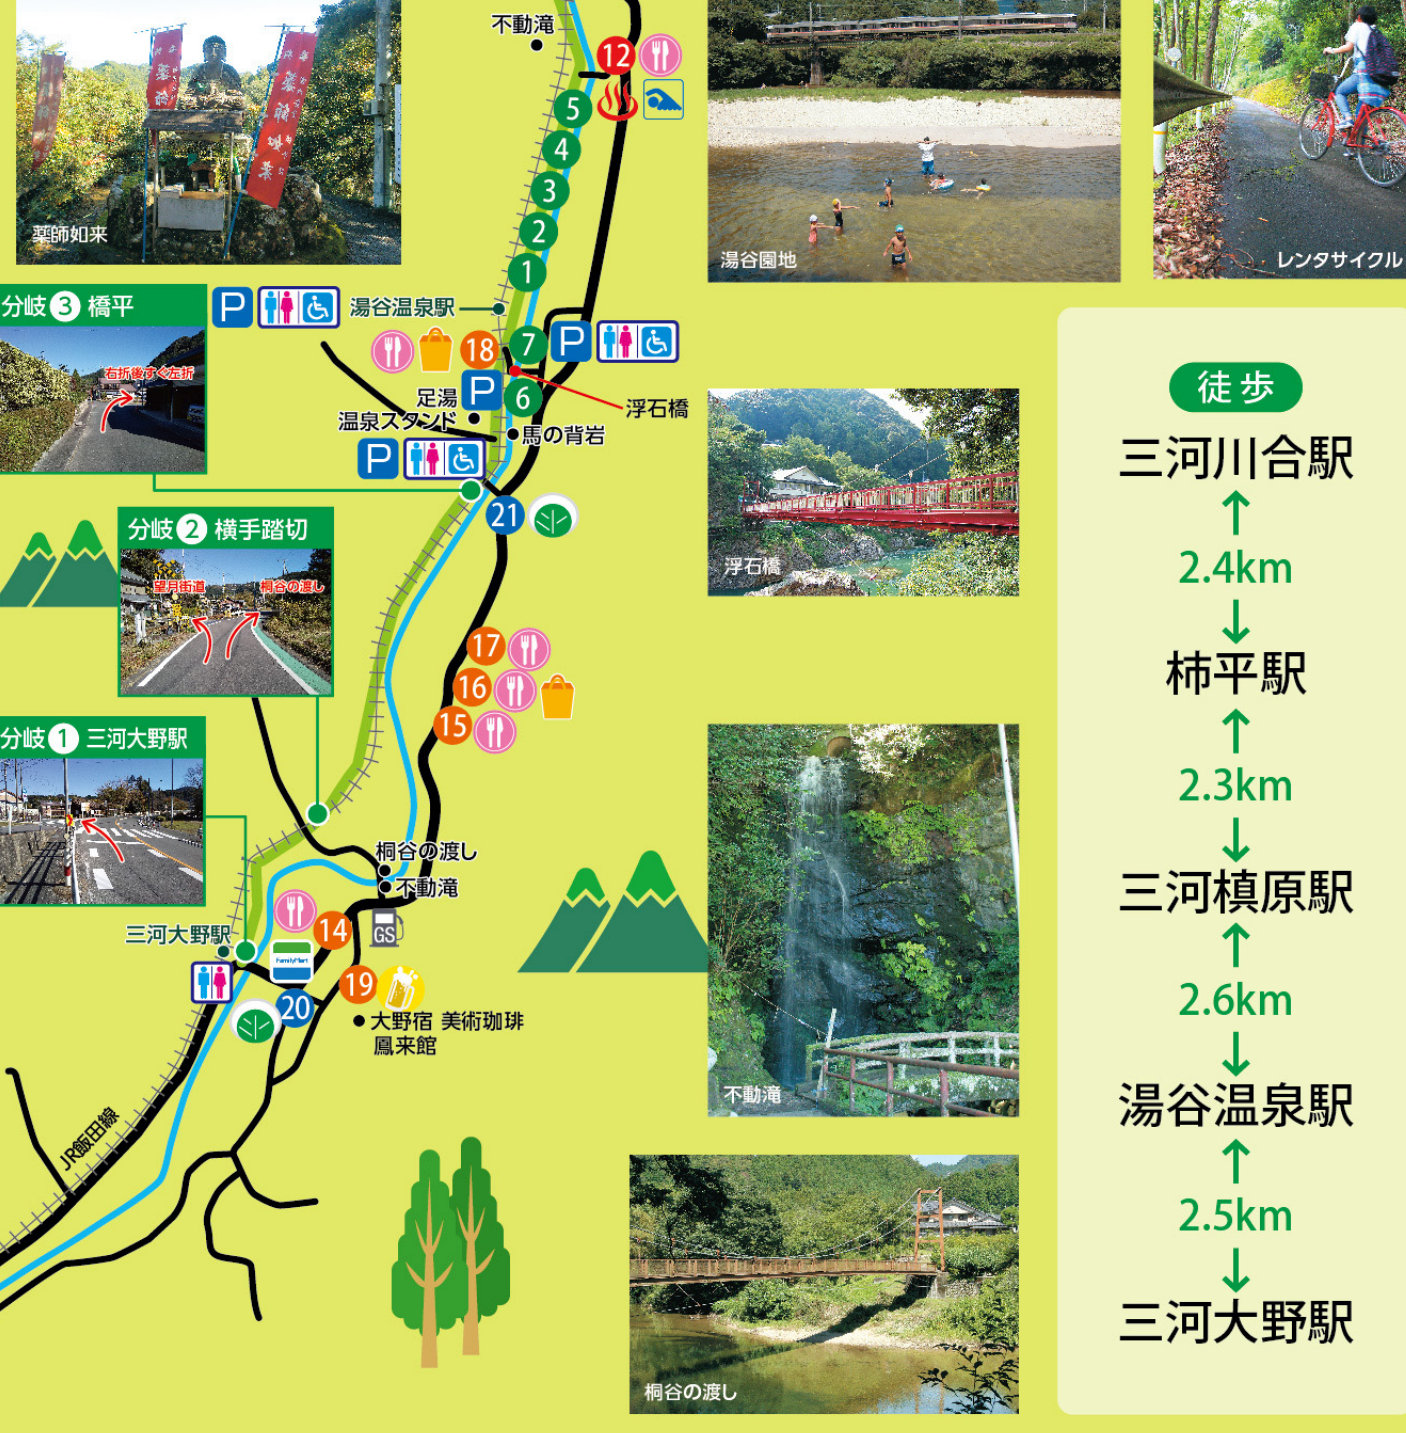 薬師如来
不動滝
12
5
4
3
2
1
湯谷園地
レンタサイクル
分岐 3 橋平
右折後すぐ左折
P
湯谷温泉駅
18
7
P
P
6
足湯
温泉スタンド
浮石橋
馬の背岩
P
21
分岐 2 横手踏切
望月街道
桐谷の渡し
浮石橋
17
16
15
分岐 1 三河大野駅
桐谷の渡し
不動滝
三河大野駅
14
GS
FamilyMart
19
20
大野宿 美術珈琲
鳳来館
JR飯田線
不動滝
桐谷の渡し
徒歩
三河川合駅
↑
2.4km
↓
柿平駅
↑
2.3km
↓
三河槙原駅
↑
2.6km
↓
湯谷温泉駅
↑
2.5km
↓
三河大野駅